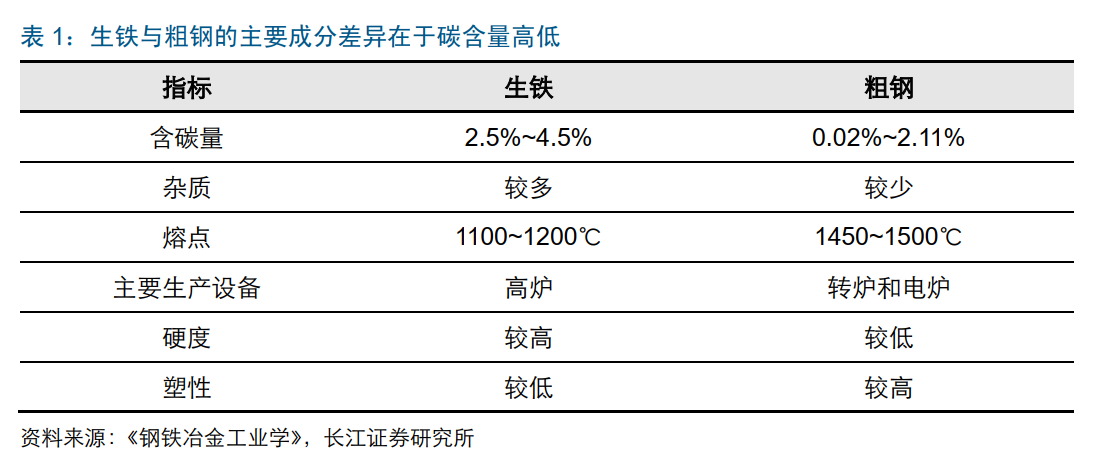 表 1：生铁与粗钢的主要成分差异在于碳含量高低
指标 生铁 粗钢
含碳量 2.5%~4.5% 0.02%~2.11%
杂质 较多 较少
熔点 1100~1200℃ 1450~1500℃
主要生产设备 高炉 转炉和电炉
硬度 较高 较低
塑性 较低 较高
资料来源：《钢铁冶金工业学》，长江证券研究所